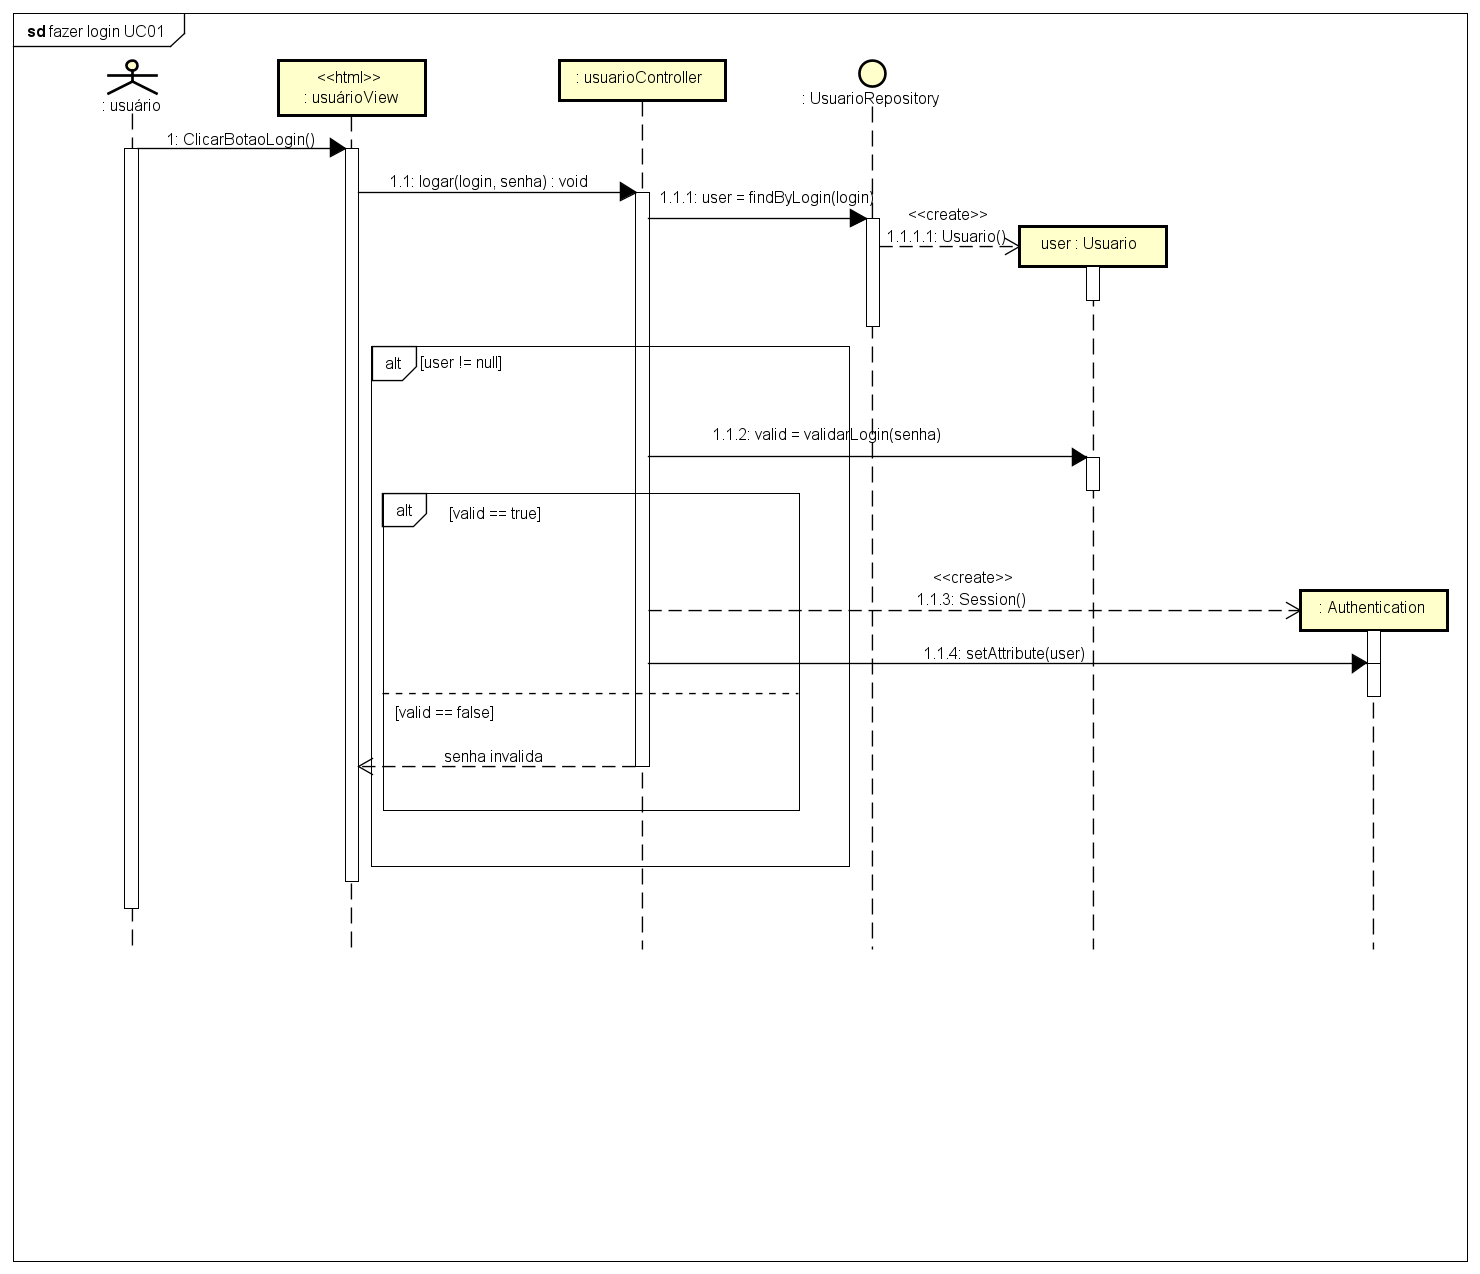 sd fazer login UC01
: usuário
<<html>>
: usuárioView
: usuarioController
: UsuarioRepository
1: ClicarBotaoLogin()
1.1: logar(login, senha) : void
1.1.1: user = findByLogin(login)
<<create>>
1.1.1.1: Usuario()
user : Usuario
alt
[user != null]
1.1.2: valid = validarLogin(senha)
alt
[valid == true]
<<create>>
1.1.3: Session()
: Authentication
1.1.4: setAttribute(user)
[valid == false]
senha invalida